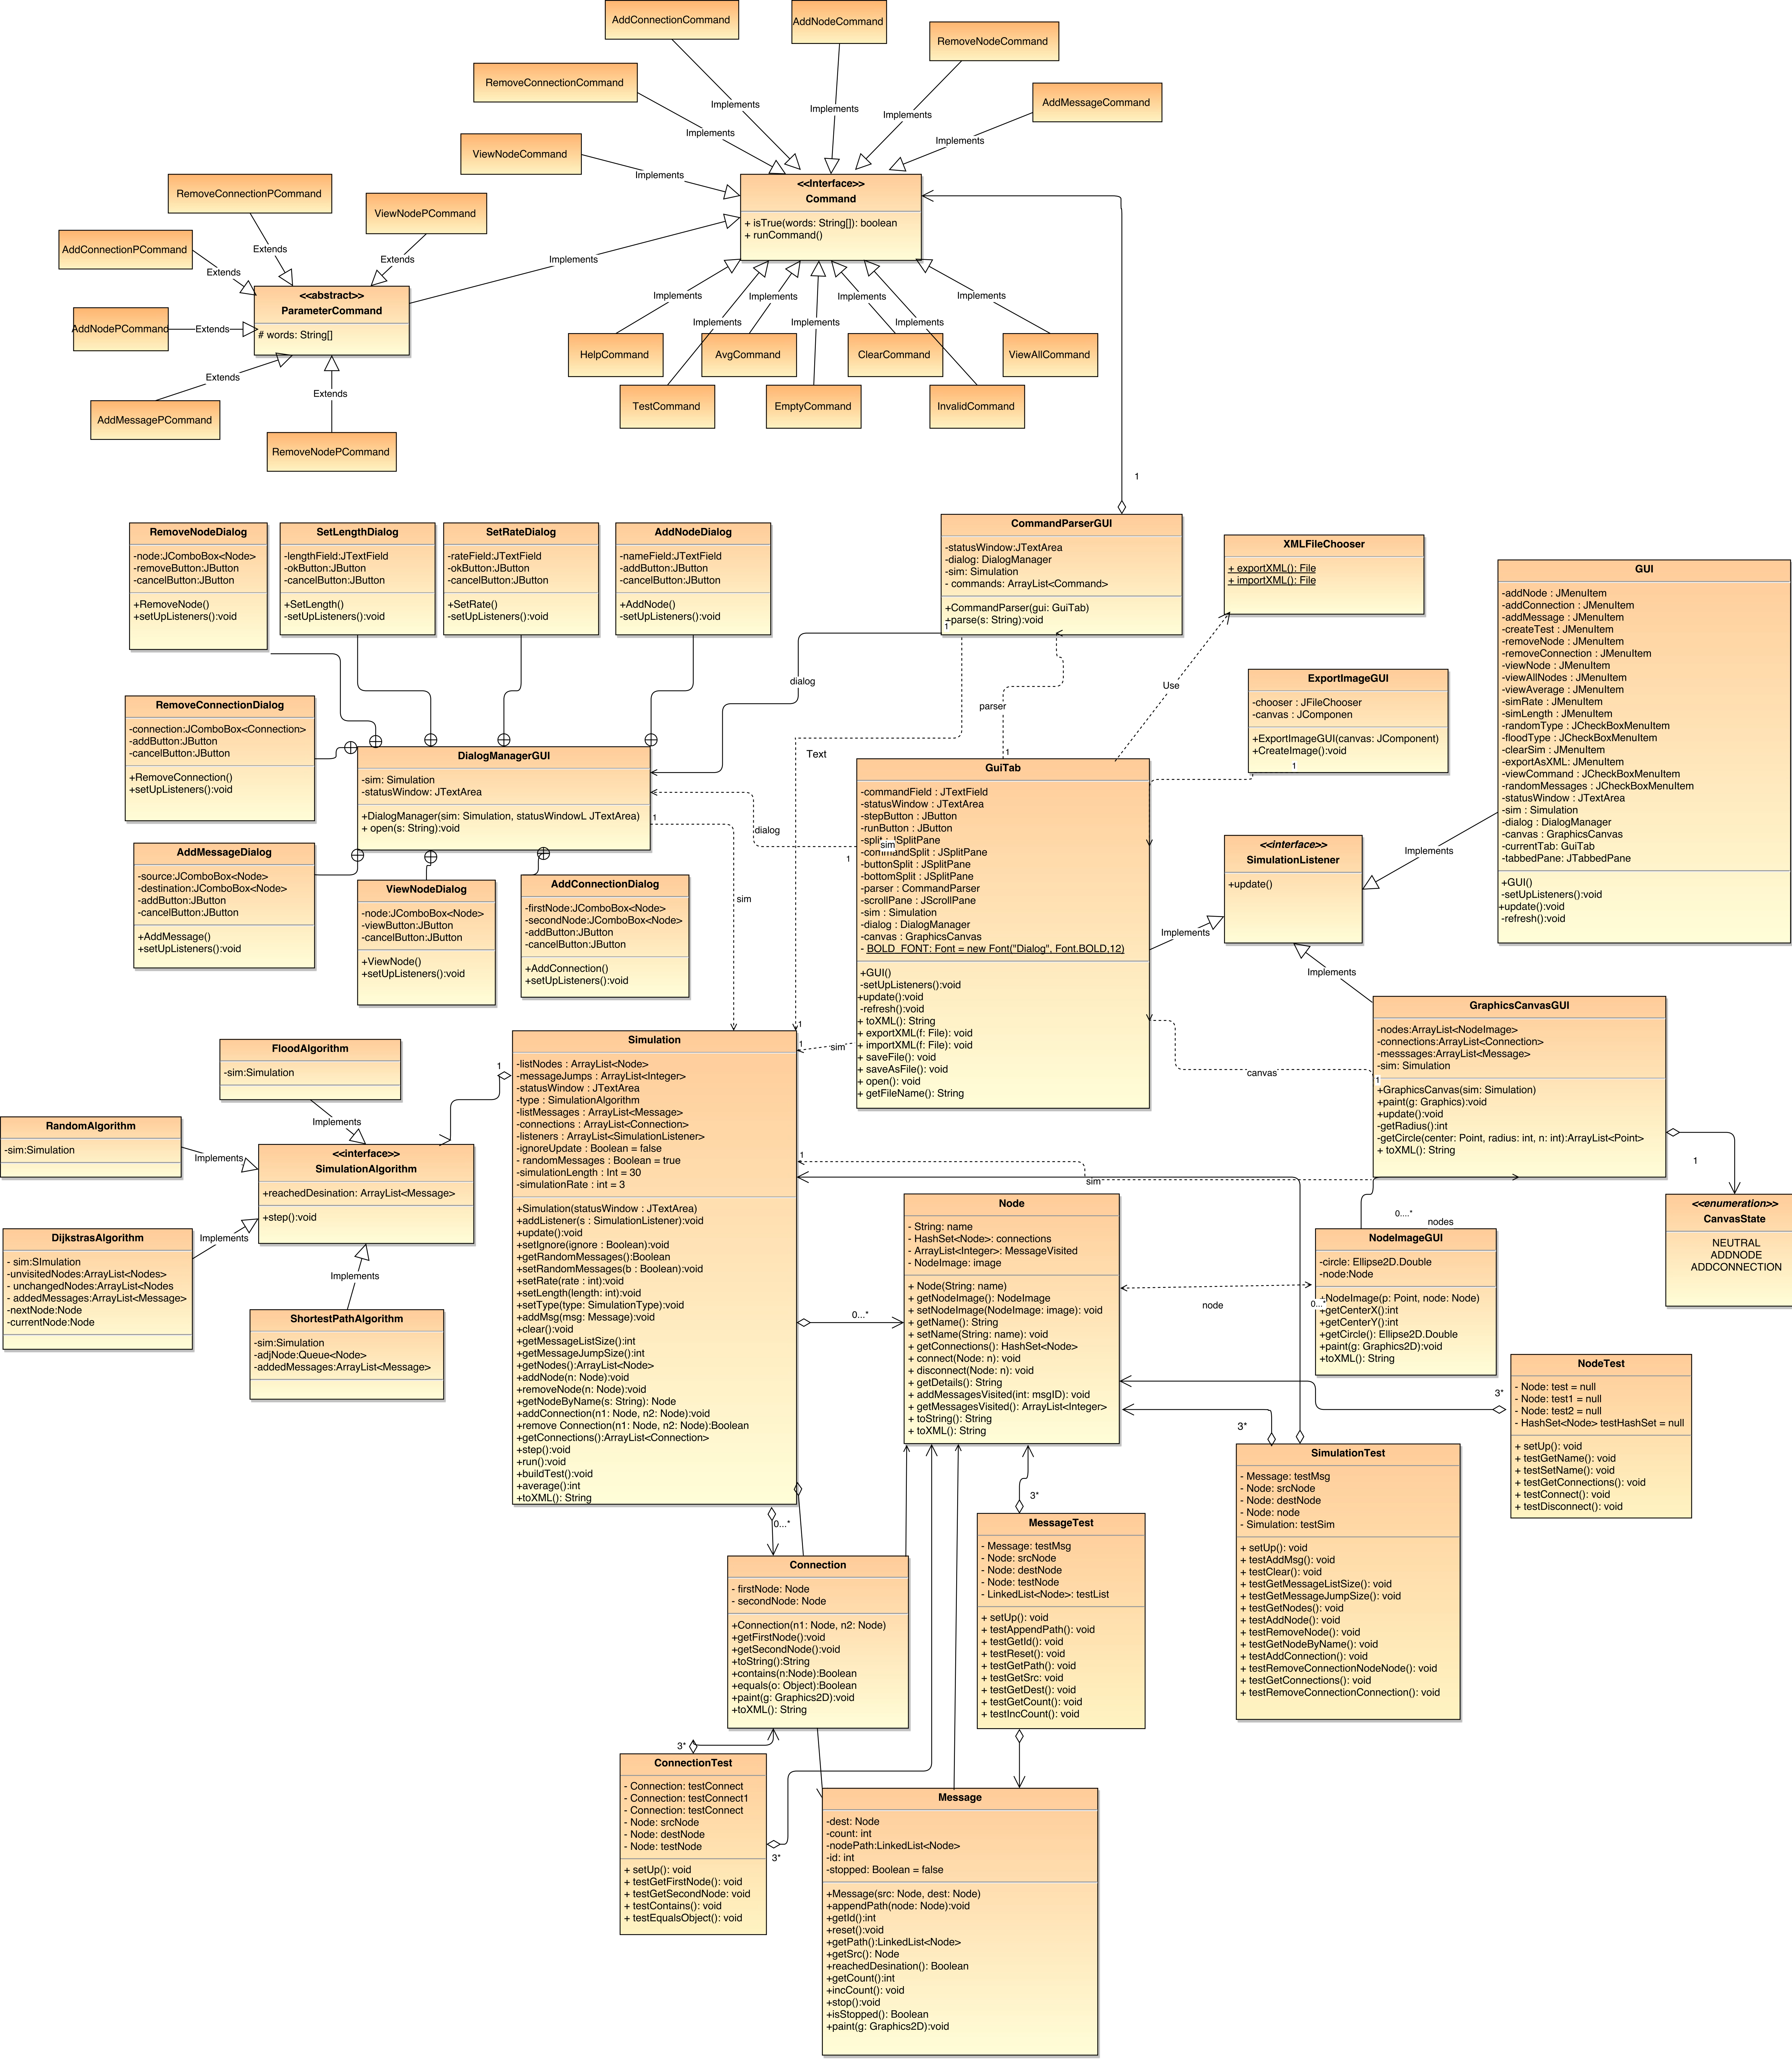 AddConnectionCommand
AddNodeCommand
RemoveNodeCommand
RemoveConnectionCommand
AddMessageCommand
ViewNodeCommand
Implements
Implements
Implements
Implements
Implements
Implements
<<Interface>>
Command
+ isTrue(words: String[]): boolean
+ runCommand()
RemoveConnectionPCommand
ViewNodePCommand
AddConnectionPCommand
Extends
Extends
Extends
Implements
<<abstract>>
ParameterCommand
# words: String[]
AddNodePCommand
Extends
Extends
Extends
AddMessagePCommand
RemoveNodePCommand
Implements
Implements
Implements
Implements
Implements
Implements
Implements
HelpCommand
AvgCommand
ClearCommand
ViewAllCommand
TestCommand
EmptyCommand
InvalidCommand
1
RemoveNodeDialog
-node:JComboBox<Node>
-removeButton:JButton
-cancelButton:JButton
+RemoveNode()
+setUpListeners():void
SetLengthDialog
-lengthField:JTextField
-okButton:JButton
-cancelButton:JButton
+SetLength()
-setUpListeners():void
SetRateDialog
-rateField:JTextField
-okButton:JButton
-cancelButton:JButton
+SetRate()
-setUpListeners():void
AddNodeDialog
-nameField:JTextField
-addButton:JButton
-cancelButton:JButton
+AddNode()
-setUpListeners():void
CommandParserGUI
-statusWindow:JTextArea
-dialog: DialogManager
-sim: Simulation
- commands: ArrayList<Command>
+CommandParser(gui: GuiTab)
+parse(s: String):void
1
XMLFileChooser
+ exportXML(): File
+ importXML(): File
GUI
-addNode : JMenuItem
-addConnection : JMenuItem
-addMessage : JMenuItem
-createTest : JMenuItem
-removeNode : JMenuItem
-removeConnection : JMenuItem
-viewNode : JMenuItem
-viewAllNodes : JMenuItem
-viewAverage : JMenuItem
-simRate : JMenuItem
-simLength : JMenuItem
-randomType : JCheckBoxMenuItem
-floodType : JCheckBoxMenuItem
-clearSim : JMenuItem
-exportAsXML : JMenuItem
-viewCommand : JCheckBoxMenuItem
-randomMessages : JCheckBoxMenuItem
-statusWindow : JTextArea
-sim : Simulation
-dialog : DialogManager
-canvas : GraphicsCanvas
-currentTab: GuiTab
-tabbedPane: JTabbedPane
+GUI()
-setUpListeners():void
+update():void
-refresh():void
dialog
parser
Use
Text
1
ExportImageGUI
-chooser : JFileChooser
-canvas : JComponen
+ExportImageGUI(canvas: JComponent)
+CreateImage():void
1
RemoveConnectionDialog
-connection:JComboBox<Connection>
-addButton:JButton
-cancelButton:JButton
+RemoveConnection()
+setUpListeners():void
DialogManagerGUI
-sim: Simulation
-statusWindow: JTextArea
+DialogManager(sim: Simulation, statusWindowL JTextArea)
+ open(s: String):void
1
dialog
1
sim
GuiTab
-commandField : JTextField
-statusWindow : JTextArea
-stepButton : JButton
-runButton : JButton
-split : JSplitPane
sim
-commandSplit : JSplitPane
-buttonSplit : JSplitPane
-bottomSplit : JSplitPane
-parser : CommandParser
-scrollPane : JScrollPane
-sim : Simulation
-dialog : DialogManager
-canvas : GraphicsCanvas
- BOLD_FONT: Font = new Font("Dialog", Font.BOLD,12)
+GUI()
-setUpListeners():void
+update():void
-refresh():void
+ toXML(): String
+ exportXML(f: File): void
+ importXML(f: File): void
+ saveFile(): void
+ saveAsFile(): void
+ open(): void
+ getFileName(): String
<<interface>>
SimulationListener
+update()
Implements
Implements
Implements
AddMessageDialog
-source:JComboBox<Node>
-destination:JComboBox<Node>
-addButton:JButton
-cancelButton:JButton
+AddMessage()
+setUpListeners():void
ViewNodeDialog
-node:JComboBox<Node>
-viewButton:JButton
-cancelButton:JButton
+ViewNode()
+setUpListeners():void
AddConnectionDialog
-firstNode:JComboBox<Node>
-secondNode:JComboBox<Node>
-addButton:JButton
-cancelButton:JButton
+AddConnection()
+setUpListeners():void
GraphicsCanvasGUI
-nodes:ArrayList<NodeImage>
-connections:ArrayList<Connection>
-messsages:ArrayList<Message>
-sim: Simulation
+GraphicsCanvas(sim: Simulation)
+paint(g: Graphics):void
+update():void
-getRadius():int
-getCircle(center: Point, radius: int, n: int):ArrayList<Point>
+ toXML(): String
canvas
1
1
1
sim
1
1
sim
FloodAlgorithm
-sim:Simulation
Implements
RandomAlgorithm
-sim:Simulation
Implements
<<interface>>
SimulationAlgorithm
+reachedDesination: ArrayList<Message>
+step():void
1
DijkstrasAlgorithm
- sim:SImulation
-unvisitedNodes:ArrayList<Nodes>
- unchangedNodes:ArrayList<Nodes
- addedMessages:ArrayList<Message>
-nextNode:Node
-currentNode:Node
Implements
Implements
ShortestPathAlgorithm
-sim:Simulation
-adjNode:Queue<Node>
-addedMessages:ArrayList<Message>
Simulation
-listNodes : ArrayList<Node>
-messageJumps : ArrayList<Integer>
-statusWindow : JTextArea
-type : SimulationAlgorithm
-listMessages : ArrayList<Message>
-connections : ArrayList<Connection>
-listeners : ArrayList<SimulationListener>
-ignoreUpdate : Boolean = false
- randomMessages : Boolean = true
-simulationLength : Int = 30
-simulationRate : int = 3
+Simulation(statusWindow : JTextArea)
+addListener(s : SimulationListener):void
+update():void
+setIgnore(ignore : Boolean):void
+getRandomMessages():Boolean
+setRandomMessages(b : Boolean):void
+setRate(rate : int):void
+setLength(length: int):void
+setType(type: SimulationType):void
+addMsg(msg: Message):void
+clear():void
+getMessageListSize():int
+getMessageJumpSize():int
+getNodes():ArrayList<Node>
+addNode(n: Node):void
+removeNode(n: Node):void
+getNodeByName(s: String): Node
+addConnection(n1: Node, n2: Node):void
+remove Connection(n1: Node, n2: Node):Boolean
+getConnections():ArrayList<Connection>
+step():void
+run():void
+buildTest():void
+average():int
+toXML(): String
0...*
0...*
Node
- String: name
- HashSet<Node>: connections
- ArrayList<Integer>: MessageVisited
- NodeImage: image
+ Node(String: name)
+ getNodeImage(): NodeImage
+ setNodeImage(NodeImage: image): void
+ getName(): String
+ setName(String: name): void
+ getConnections(): HashSet<Node>
+ connect(Node: n): void
+ disconnect(Node: n): void
+ getDetails(): String
+ addMessagesVisited(int: msgID): void
+ getMessagesVisited(): ArrayList<Integer>
+ toString(): String
+ toXML(): String
node
0...*
0....*
nodes
NodeImageGUI
-circle: Ellipse2D.Double
-node:Node
+NodeImage(p: Point, node: Node)
+getCenterX():int
+getCenterY():int
+getCircle(): Ellipse2D.Double
+paint(g: Graphics2D):void
+toXML(): String
1
<<enumeration>>
CanvasState
NEUTRAL
ADDNODE
ADDCONNECTION
NodeTest
- Node: test = null
- Node: test1 = null
- Node: test2 = null
- HashSet<Node> testHashSet = null
+ setUp(): void
+ testGetName(): void
+ testSetName(): void
+ testGetConnections(): void
+ testConnect(): void
+ testDisconnect(): void
3*
3*
3*
SimulationTest
- Message: testMsg
- Node: srcNode
- Node: destNode
- Node: node
- Simulation: testSim
+ setUp(): void
+ testAddMsg(): void
+ testClear(): void
+ testGetMessageListSize(): void
+ testGetMessageJumpSize(): void
+ testGetNodes(): void
+ testAddNode(): void
+ testRemoveNode(): void
+ testGetNodeByName(): void
+ testAddConnection(): void
+ testRemoveConnectionNodeNode(): void
+ testGetConnections(): void
+ testRemoveConnectionConnection(): void
MessageTest
- Message: testMsg
- Node: srcNode
- Node: destNode
- Node: testNode
- LinkedList<Node>: testList
+ setUp(): void
+ testAppendPath(): void
+ testGetId(): void
+ testReset(): void
+ testGetPath(): void
+ testGetSrc: void
+ testGetDest(): void
+ testGetCount(): void
+ testIncCount(): void
Connection
- firstNode: Node
- secondNode: Node
+Connection(n1: Node, n2: Node)
+getFirstNode():void
+getSecondNode():void
+toString():String
+contains(n:Node):Boolean
+equals(o: Object):Boolean
+paint(g: Graphics2D):void
+toXML(): String
3*
ConnectionTest
- Connection: testConnect
- Connection: testConnect1
- Connection: testConnect
- Node: srcNode
- Node: destNode
- Node: testNode
+ setUp(): void
+ testGetFirstNode(): void
+ testGetSecondNode: void
+ testContains(): void
+ testEqualsObject(): void
3*
Message
-dest: Node
-count: int
-nodePath:LinkedList<Node>
-id: int
-stopped: Boolean = false
+Message(src: Node, dest: Node)
+appendPath(node: Node):void
+getId():int
+reset():void
+getPath():LinkedList<Node>
+getSrc(): Node
+reachedDesination(): Boolean
+getCount():int
+incCount(): void
+stop():void
+isStopped(): Boolean
+paint(g: Graphics2D):void